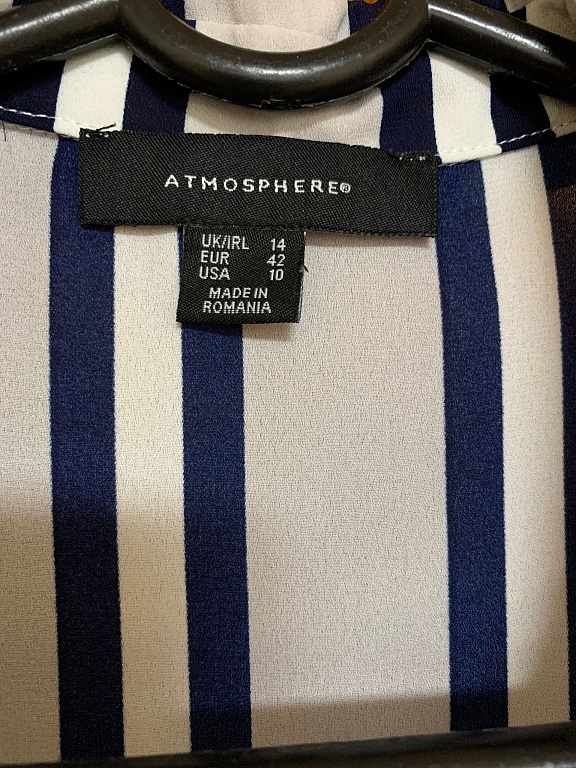 ATMOSPHERE®
UK/IRL 14
EUR 42
USA 10
MADE IN
ROMANIA